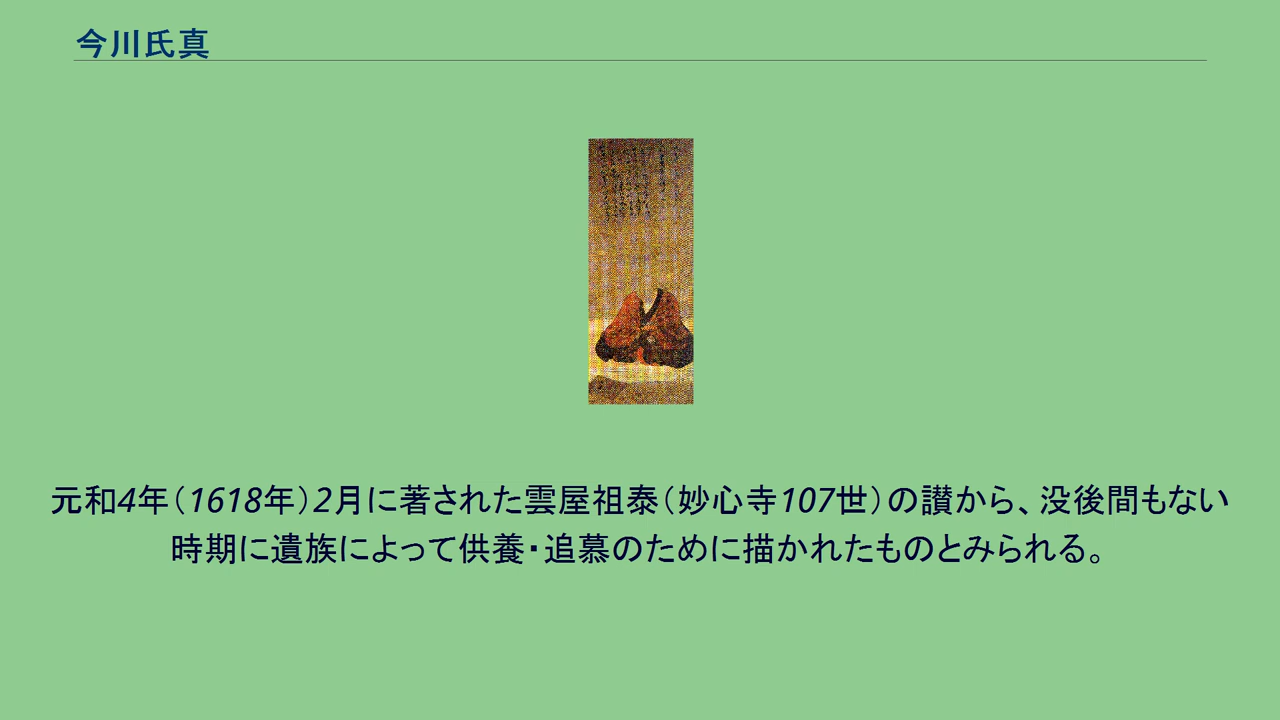 今川氏真
元和4年（1618年）2月に著された雲屋祖泰（妙心寺107世）の讃から、没後間もない
時期に遺族によって供養・追慕のために描かれたものとみられる。